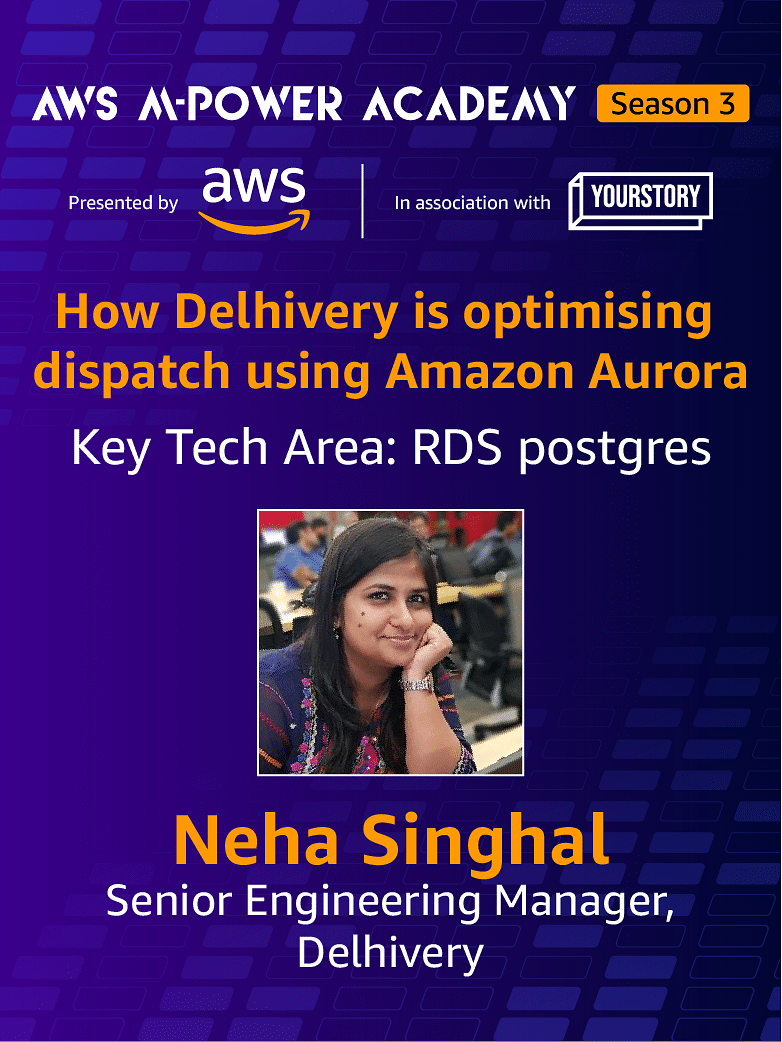 AWS M-POWER ACADEMY Season 3
Presented by aws In association with YOURSTORY
How Delhivery is optimising
dispatch using Amazon Aurora
Key Tech Area: RDS postgres
Neha Singhal
Senior Engineering Manager,
Delhivery